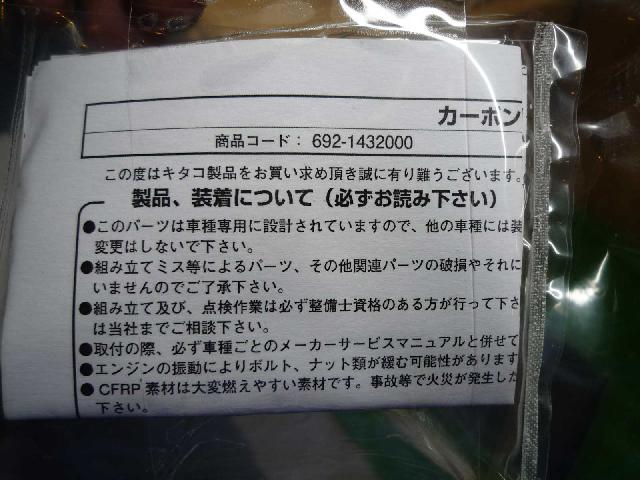 カーボン
商品コード： 692-1432000
この度はキタコ製品をお買い求め頂き誠に有り難うございます。
製品、装着について（必ずお読み下さい）
●このパーツは車種専用に設計されていますので、他の車種には装
変更はしないで下さい。
●組み立てミス等によるパーツ、その他関連パーツの破損やそれに
いませんのでご了承下さい。
●組み立て及び、点検作業は必ず整備士資格のある方が行って下さ
は当社までご相談下さい。
●取付の際、必ず車種ごとのメーカーサービスマニュアルと併せて
●エンジンの振動によりボルト、ナット類が緩む可能性があります
●CFRP 素材は大変燃えやすい素材です。事故等で火災が発生した
下さい。